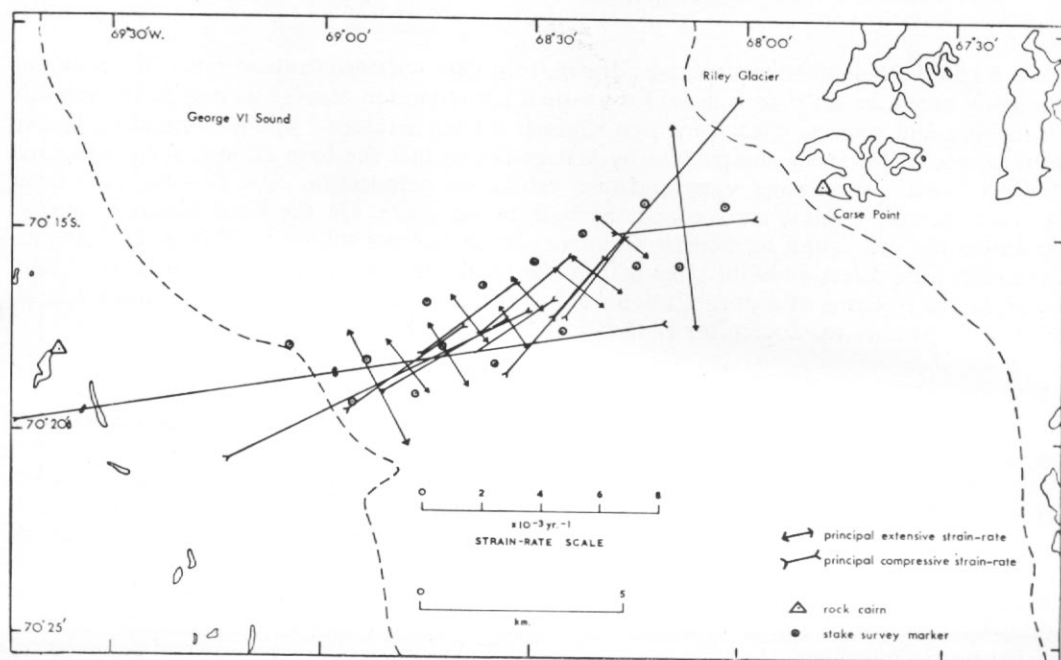 69°30'W. 69°00' 68°30' 68°00' 67°30'
Riley Glacier
George VI Sound
Carse Point
70°15'S.
70°20'
70°25'
0 2 4 6 8
×10⁻³ yr.⁻¹
STRAIN-RATE SCALE
0 5
km.
principal extensive strain-rate
principal compressive strain-rate
rock cairn
stake survey marker